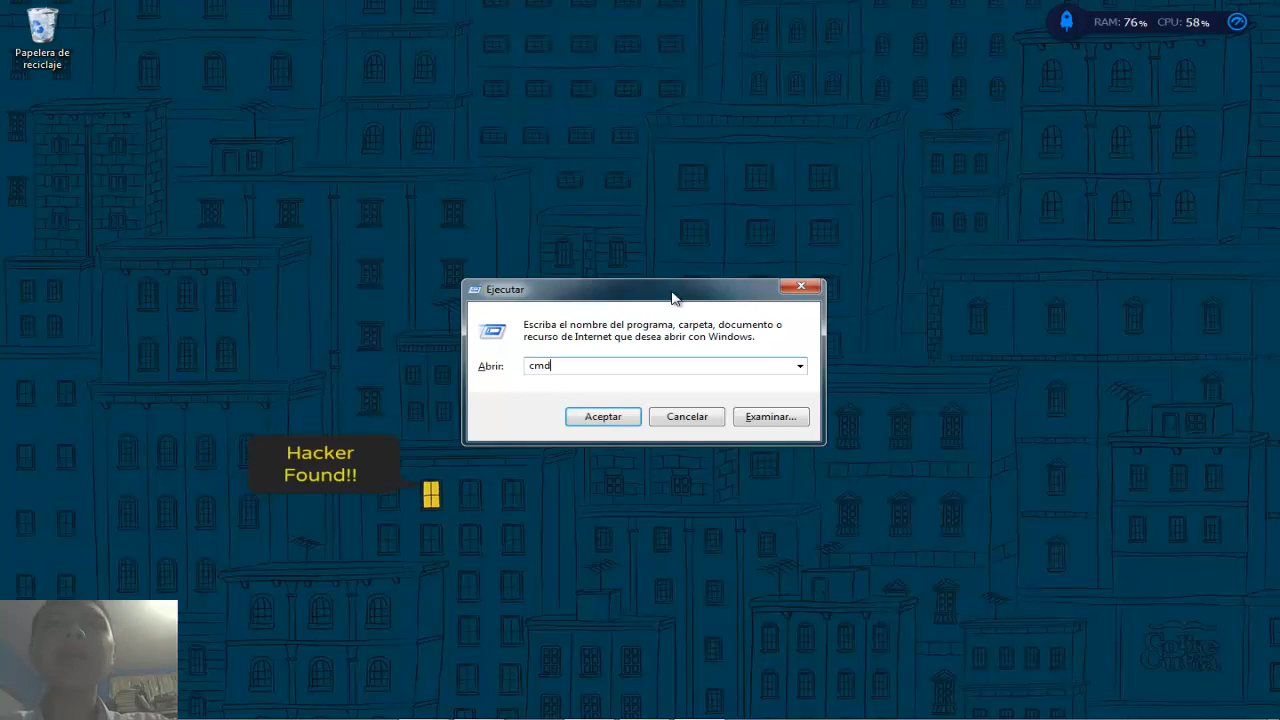 Papelera de
reciclaje
RAM: 76% CPU: 58%
Ejecutar
Escriba el nombre del programa, carpeta, documento o
recurso de Internet que desea abrir con Windows.
Abrir: cmd
Aceptar Cancelar Examinar...
Hacker
Found!!